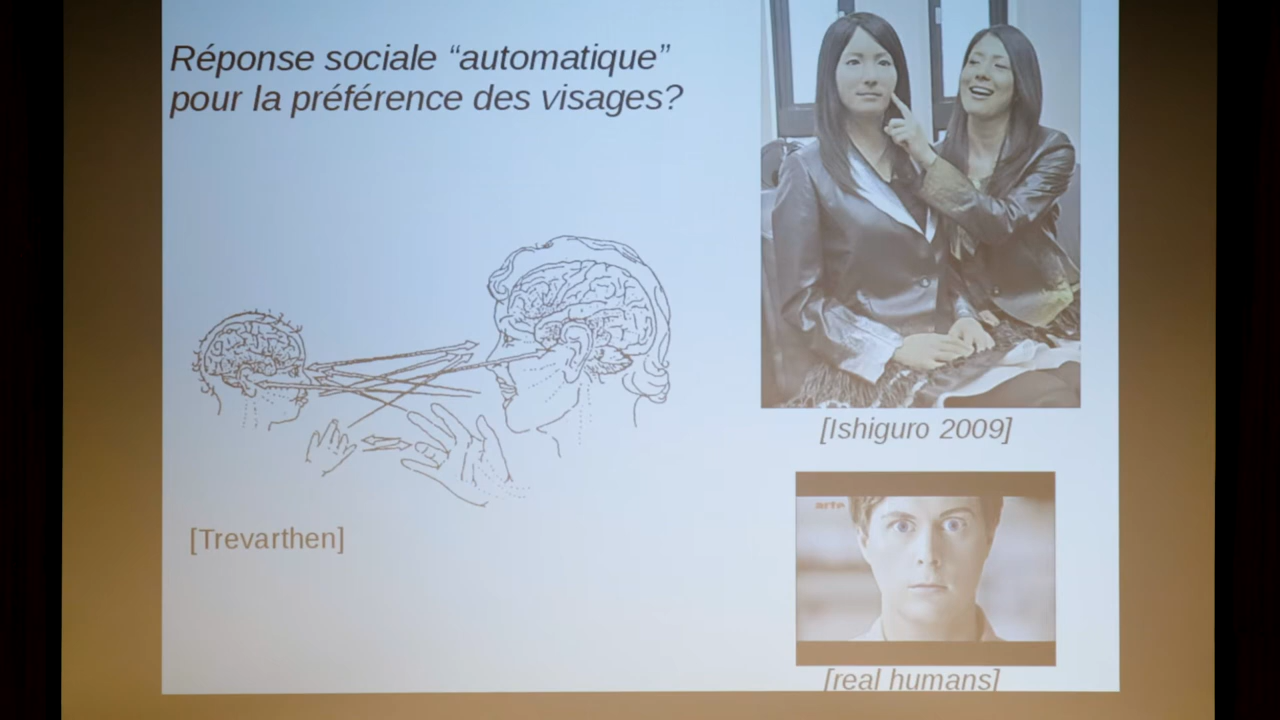 Réponse sociale “automatique”
pour la préférence des visages?
[Ishiguro 2009]
arte
[Trevarthen]
[real humans]